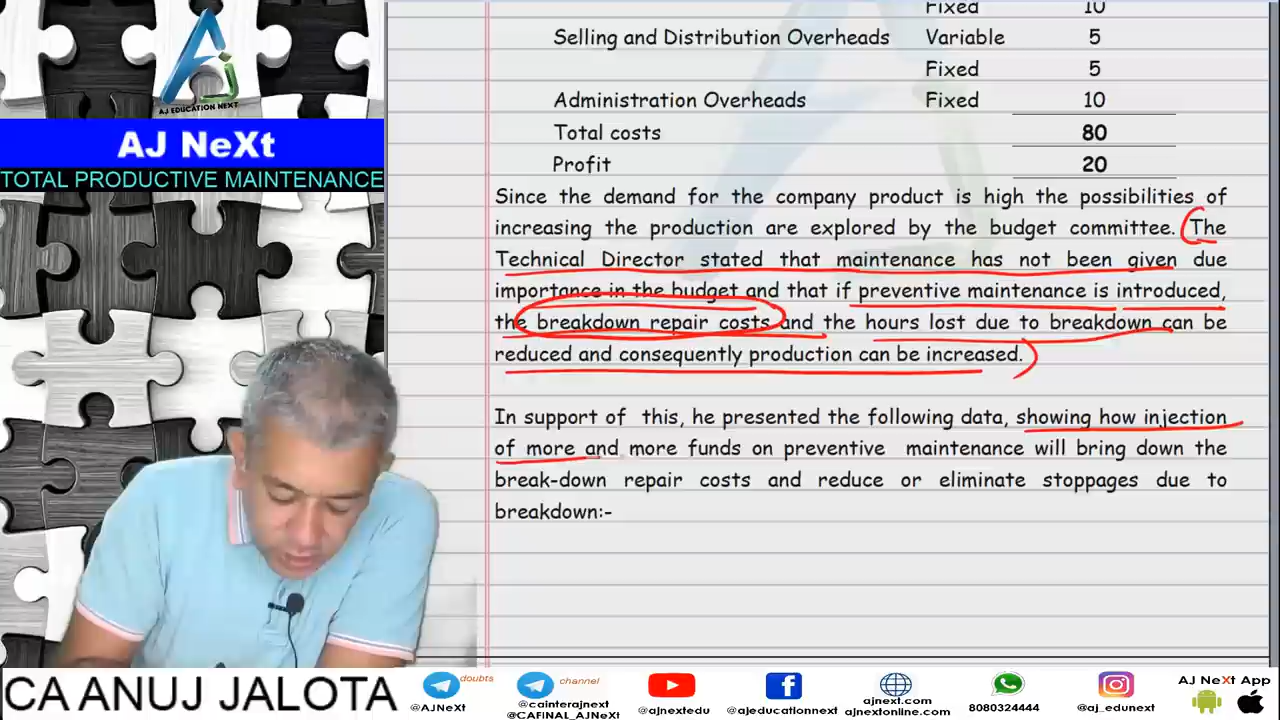 AJ EDUCATION NEXT
AJ NeXt
TOTAL PRODUCTIVE MAINTENANCE
Fixed 10
Selling and Distribution Overheads Variable 5
Fixed 5
Administration Overheads Fixed 10
Total costs 80
Profit 20
Since the demand for the company product is high the possibilities of
increasing the production are explored by the budget committee. The
Technical Director stated that maintenance has not been given due
importance in the budget and that if preventive maintenance is introduced,
the breakdown repair costs and the hours lost due to breakdown can be
reduced and consequently production can be increased.
In support of this, he presented the following data, showing how injection
of more and more funds on preventive maintenance will bring down the
break-down repair costs and reduce or eliminate stoppages due to
breakdown:-
CA ANUJ JALOTA
doubts
@AJNeXt
channel
@cainterajnext
@CAFINAL_AJNeXt
@ajnextedu
@ajeducationnext
ajnext.com
ajnextonline.com
8080324444
@aj_edunext
AJ NeXt App